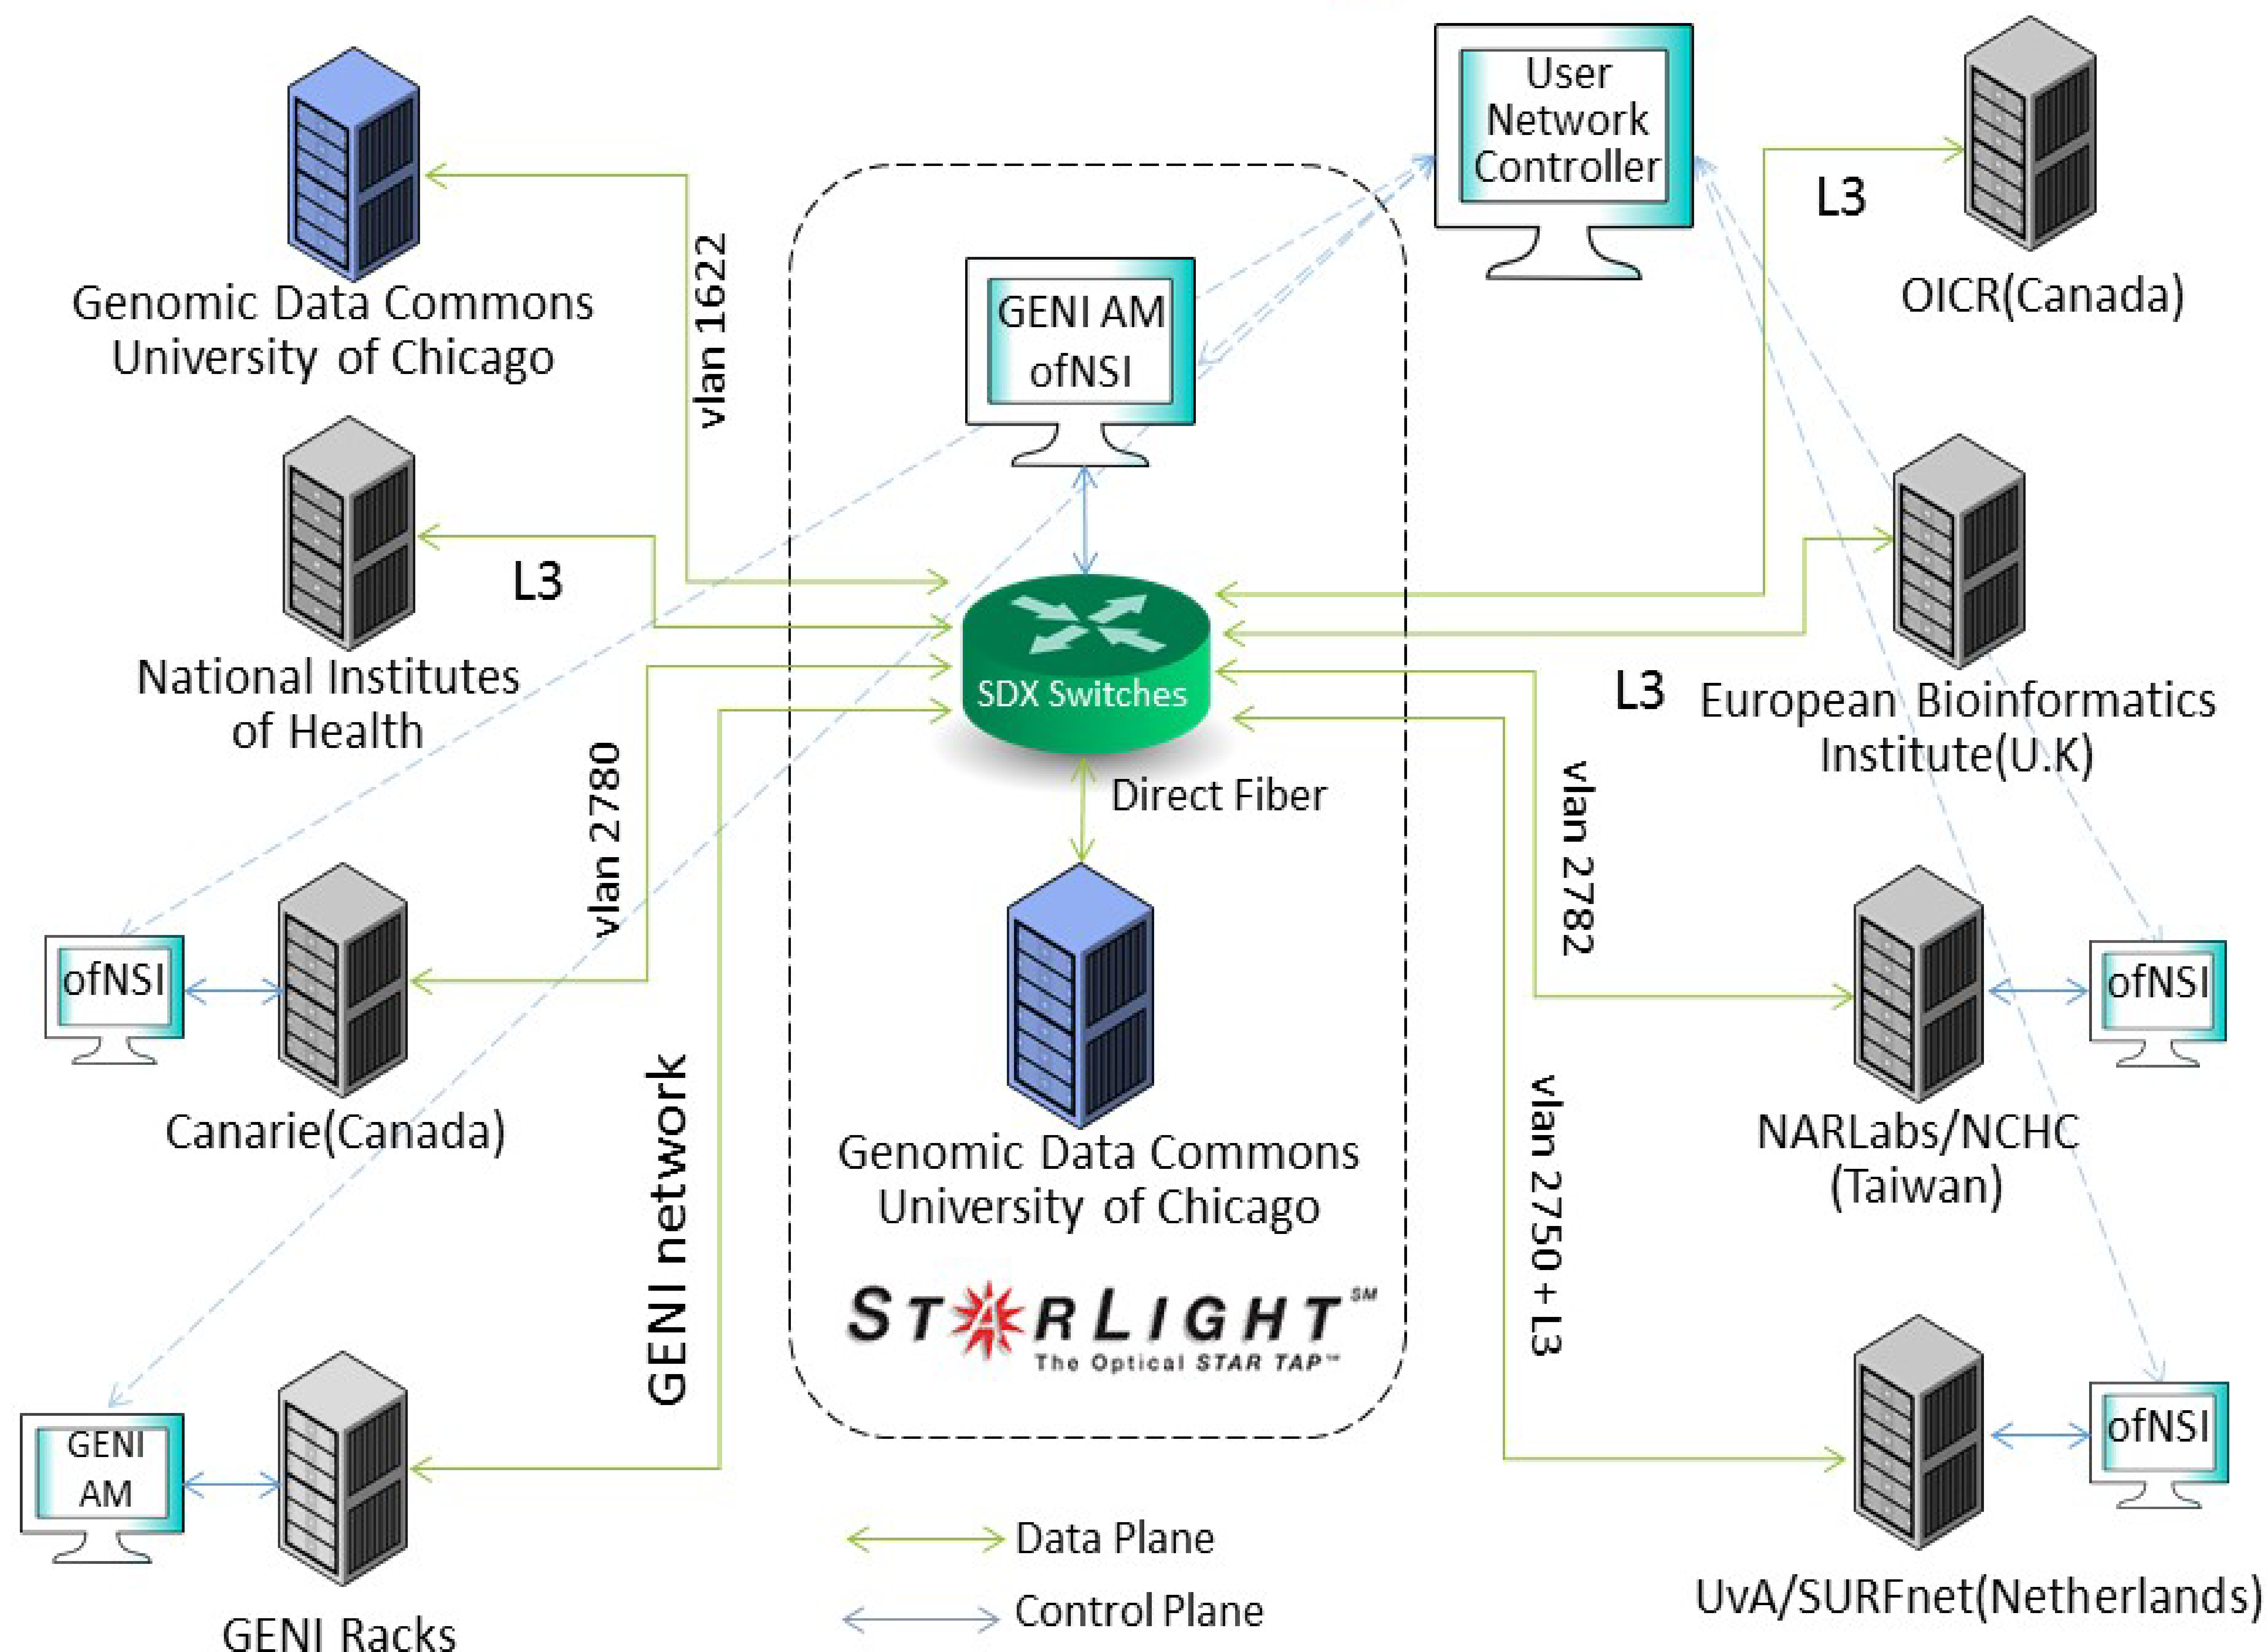 User
Network
Controller
L3
OICR(Canada)
Genomic Data Commons
University of Chicago
vlan 1622
GENI AM
ofNSI
National Institutes
of Health
L3
SDX Switches
L3
European Bioinformatics
Institute(U.K)
vlan 2780
Direct Fiber
vlan 2782
ofNSI
Canarie(Canada)
ofNSI
NARLabs/NCHC
(Taiwan)
GENI network
Genomic Data Commons
University of Chicago
vlan 2750 + L3
STARLIGHT℠
The Optical STAR TAP™
GENI
AM
GENI Racks
ofNSI
UvA/SURFnet(Netherlands)
Data Plane
Control Plane